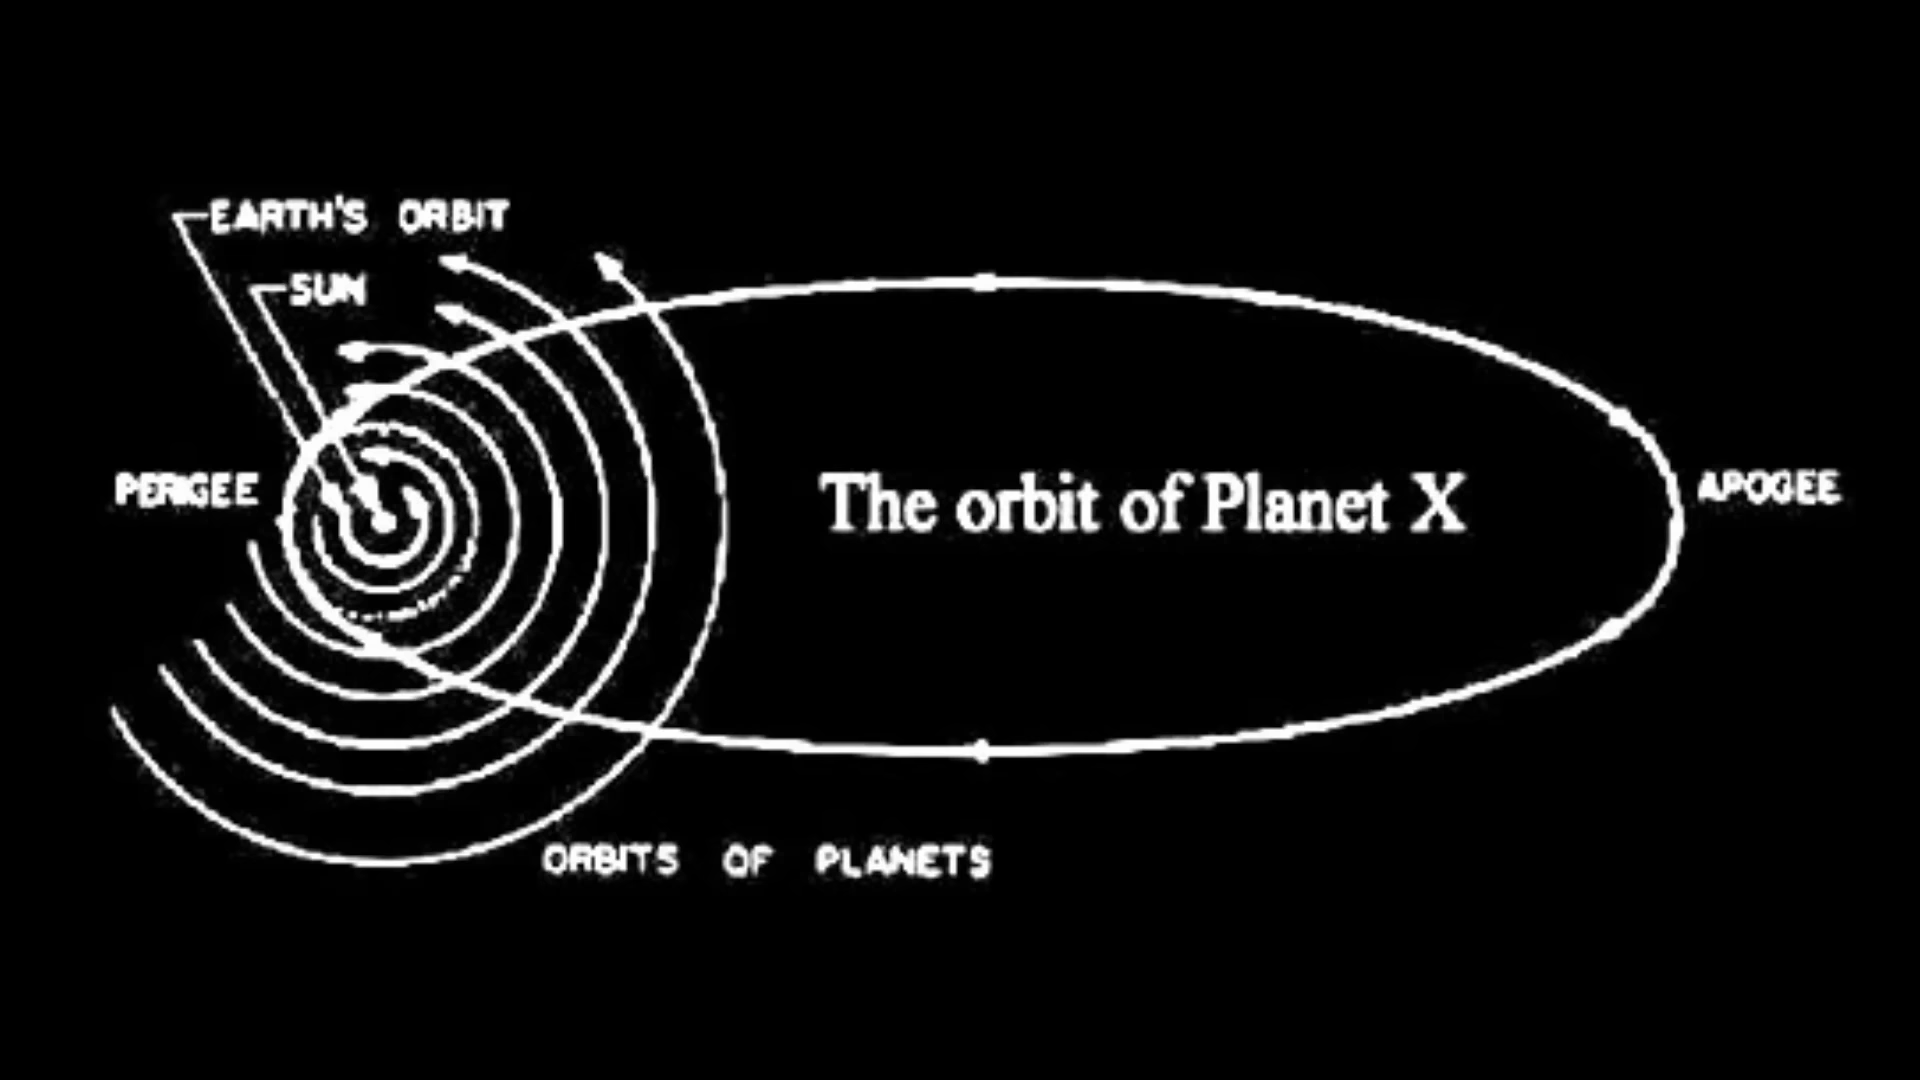 EARTH'S ORBIT
SUN
PERIGEE
The orbit of Planet X
APOGEE
ORBITS OF PLANETS